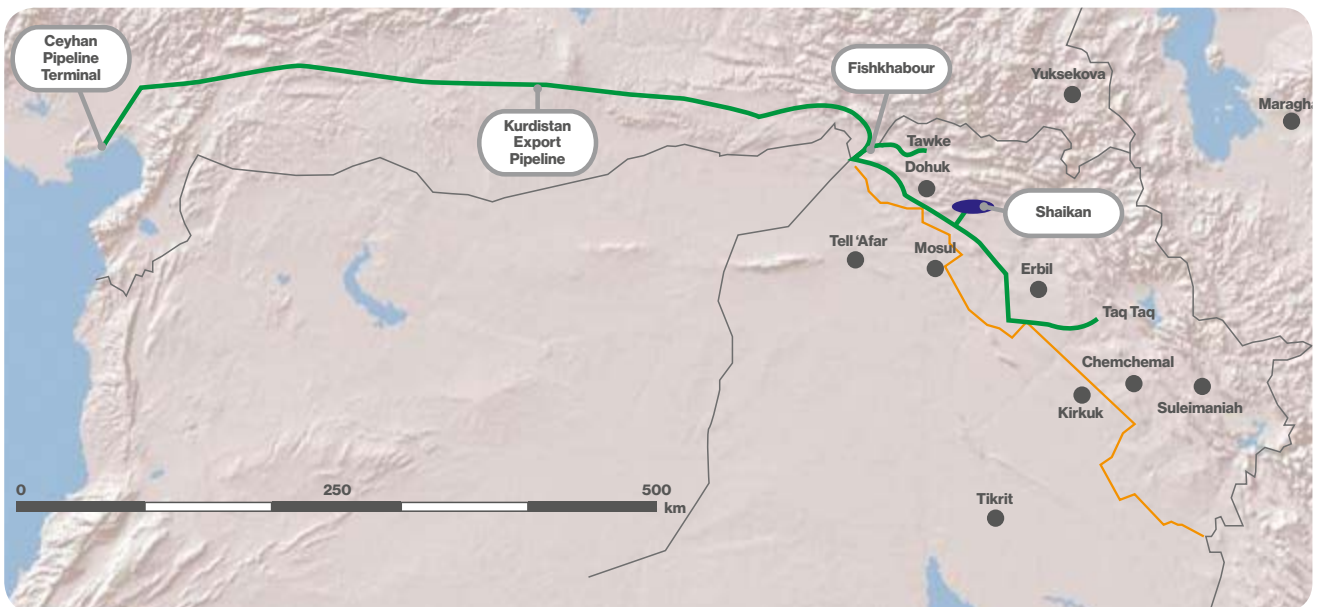 Ceyhan
Pipeline
Terminal
Fishkhabour
Yuksekova
Maragh
Kurdistan
Export
Pipeline
Tawke
Dohuk
Shaikan
Tell ‘Afar
Mosul
Erbil
Taq Taq
Chemchemal
Kirkuk
Suleimaniah
0 250 500
km
Tikrit